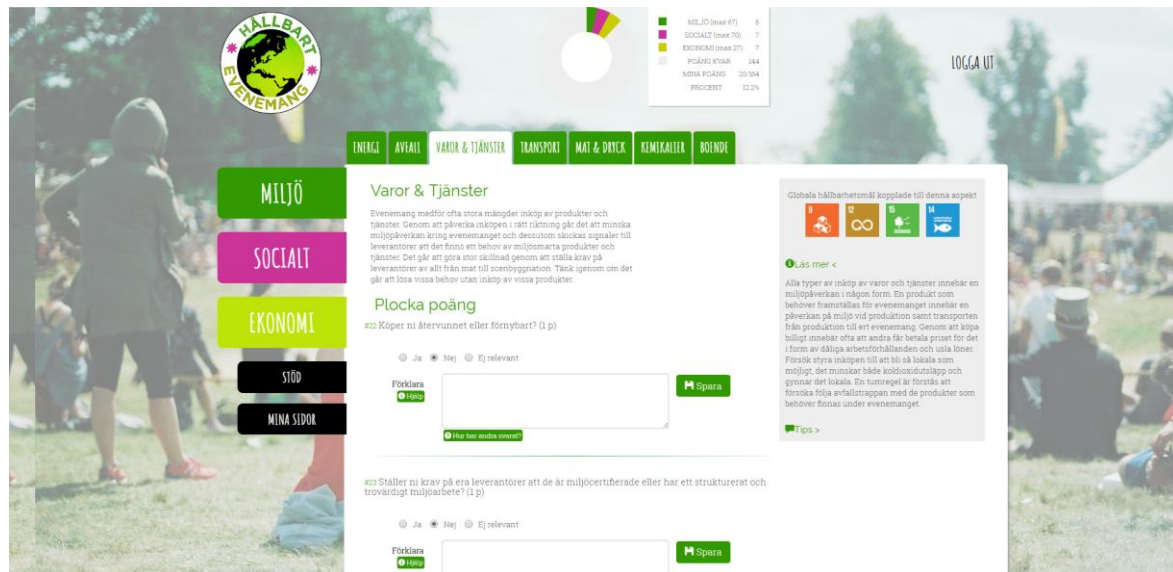 HÅLLBART
EVENEMANG
MILJÖ (max 67) 6
SOCIALT (max 70) 7
EKONOMI (max 27) 7
POÄNG KVAR 144
MINA POÄNG 20/164
PROCENT 12.2%
LOGGA UT
ENERGI AVFALL VAROR & TJÄNSTER TRANSPORT MAT & DRYCK KEMIKALIER BOENDE
MILJÖ
SOCIALT
EKONOMI
STÖD
MINA SIDOR
Varor & Tjänster
Evenemang medför ofta stora mängder inköp av produkter och
tjänster. Genom att påverka inköpen i rätt riktning går det att minska
miljöpåverkan kring evenemanget och dessutom skickas signaler till
leverantörer att det finns ett behov av miljösmarta produkter och
tjänster. Det går att göra stor skillnad genom att ställa krav på
leverantörer av allt från mat till scenbyggnation. Tänk igenom om det
går att lösa vissa behov utan inköp av vissa produkter.
Plocka poäng
#22 Köper ni återvunnet eller förnybart? (1 p)
Ja Nej Ej relevant
Förklara
Hjälp
Spara
Hur har andra svarat?
#23 Ställer ni krav på era leverantörer att de är miljöcertifierade eller har ett strukturerat och
trovärdigt miljöarbete? (1 p)
Ja Nej Ej relevant
Förklara
Hjälp
Spara
Globala hållbarhetsmål kopplade till denna aspekt
9 12 15 14
Läs mer <
Alla typer av inköp av varor och tjänster innebär en
miljöpåverkan i någon form. En produkt som
behöver framställas för evenemanget innebär en
påverkan på miljö vid produktion samt transporten
från produktion till ert evenemang. Genom att köpa
billigt innebär ofta att andra får betala priset för det
i form av dåliga arbetsförhållanden och usla löner.
Försök styra inköpen till att bli så lokala som
möjligt, det minskar både koldioxidutsläpp och
gynnar det lokala. En tumregel är förstås att
försöka följa avfallstrappan med de produkter som
behöver finnas under evenemanget.
Tips >